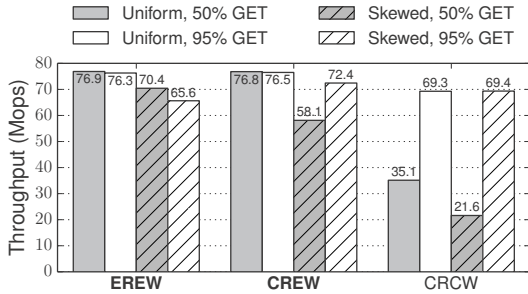 Uniform, 50% GET
Skewed, 50% GET
Uniform, 95% GET
Skewed, 95% GET
Throughput (Mops)
80
70
60
50
40
30
20
10
0
76.9
76.3
70.4
65.6
76.8
76.5
58.1
72.4
35.1
69.3
21.6
69.4
EREW
CREW
CRCW